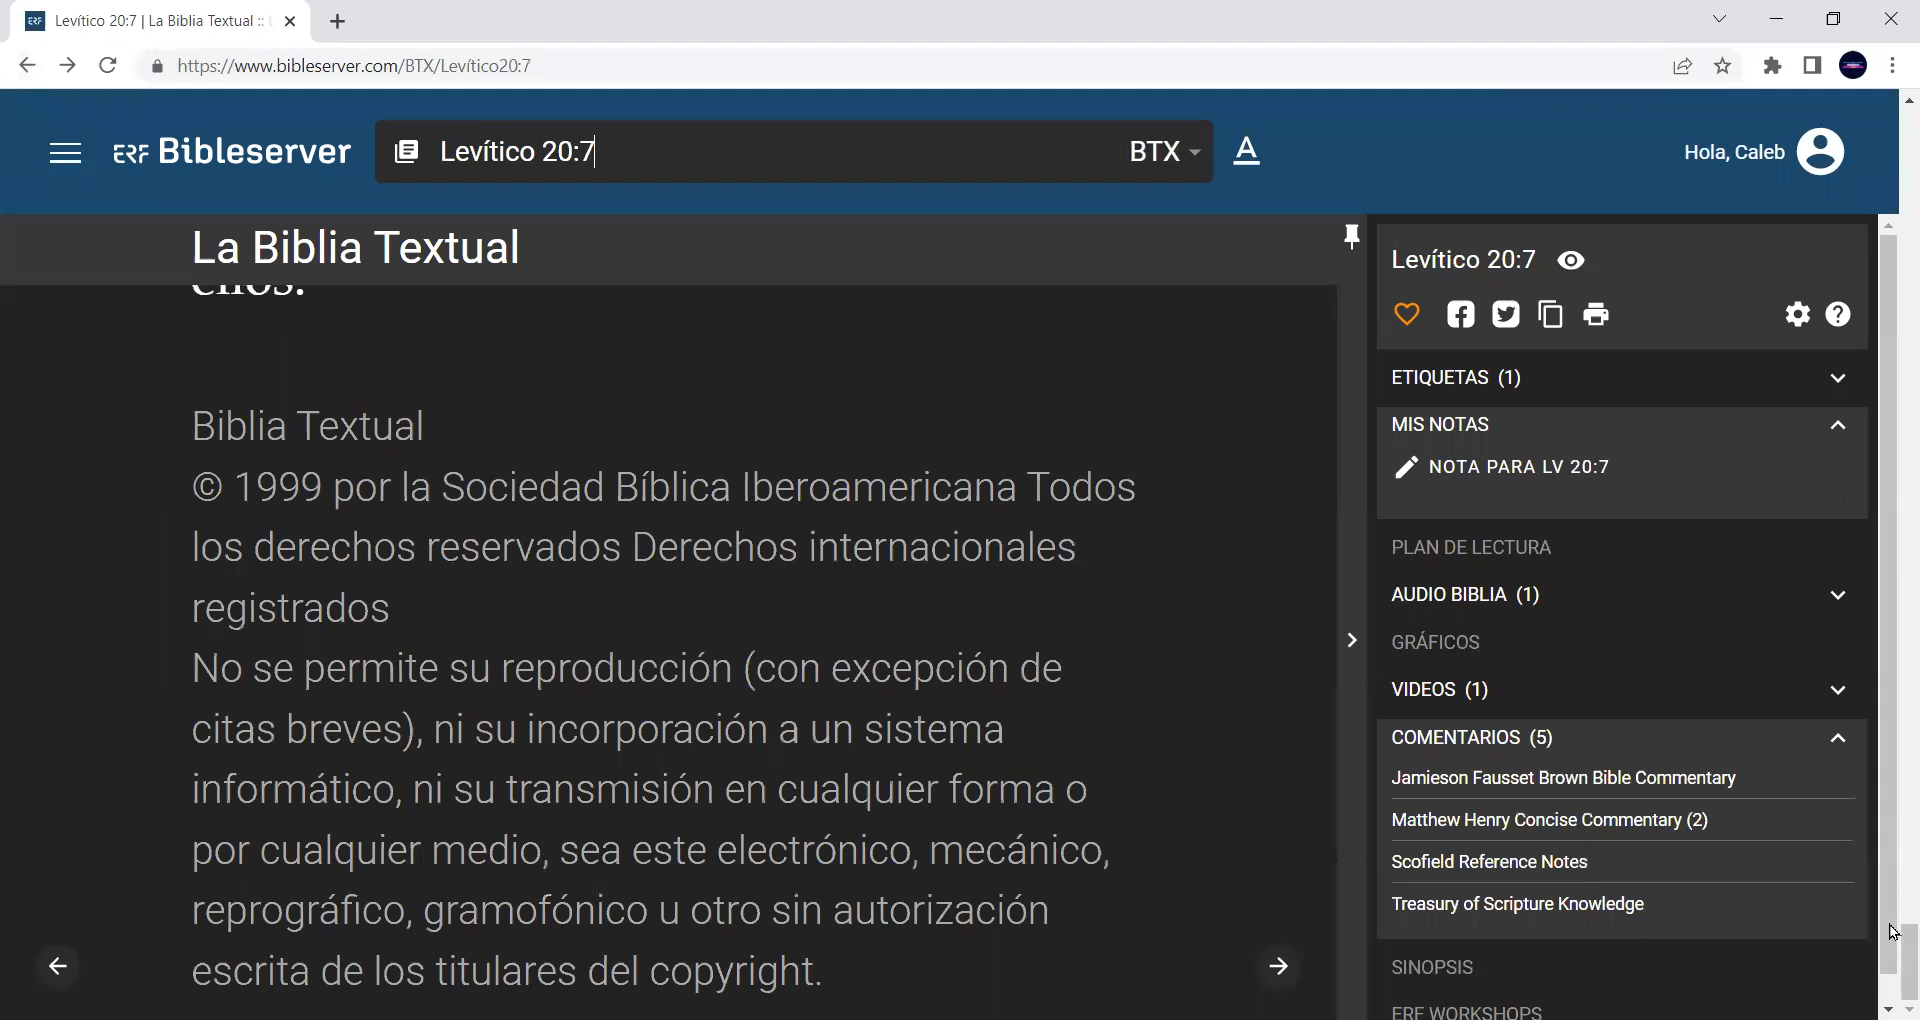 Levítico 20:7 | La Biblia Textual ::
https://www.bibleserver.com/BTX/Levítico20:7
ERF Bibleserver
Levítico 20:7
BTX
A
Hola, Caleb
La Biblia Textual
ellos.
Biblia Textual
© 1999 por la Sociedad Bíblica Iberoamericana Todos
los derechos reservados Derechos internacionales
registrados
No se permite su reproducción (con excepción de
citas breves), ni su incorporación a un sistema
informático, ni su transmisión en cualquier forma o
por cualquier medio, sea este electrónico, mecánico,
reprográfico, gramofónico u otro sin autorización
escrita de los titulares del copyright.
Levítico 20:7
ETIQUETAS (1)
MIS NOTAS
NOTA PARA LV 20:7
PLAN DE LECTURA
AUDIO BIBLIA (1)
GRÁFICOS
VIDEOS (1)
COMENTARIOS (5)
Jamieson Fausset Brown Bible Commentary
Matthew Henry Concise Commentary (2)
Scofield Reference Notes
Treasury of Scripture Knowledge
SINOPSIS
ERF WORKSHOPS